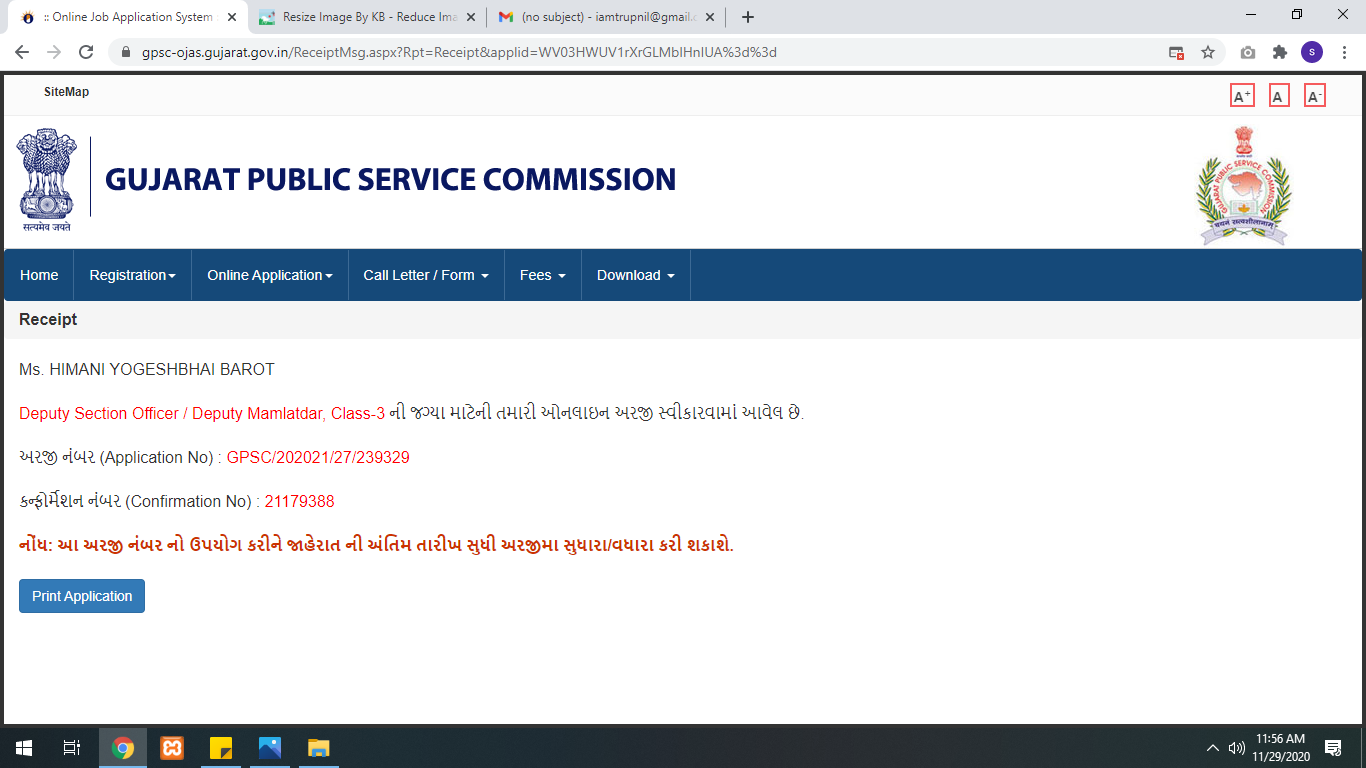 :: Online Job Application System
Resize Image By KB - Reduce Ima
(no subject) - iamtrupnil@gmail.c
gpsc-ojas.gujarat.gov.in/ReceiptMsg.aspx?Rpt=Receipt&applid=WV03HWUV1rXrGLMbIHnIUA%3d%3d
S
SiteMap
A+ A A-
सत्यमेव जयते
GUJARAT PUBLIC SERVICE COMMISSION
GUJARAT PUBLIC SERVICE COMMISSION
Home Registration Online Application Call Letter / Form Fees Download
Receipt
Ms. HIMANI YOGESHBHAI BAROT
Deputy Section Officer / Deputy Mamlatdar, Class-3 ની જગ્યા માટેની તમારી ઓનલાઇન અરજી સ્વીકારવામાં આવેલ છે.
અરજી નંબર (Application No) : GPSC/202021/27/239329
કન્ફોર્મેશન નંબર (Confirmation No) : 21179388
નોંધ: આ અરજી નંબર નો ઉપયોગ કરીને જાહેરાત ની અંતિમ તારીખ સુધી અરજીમા સુધારા/વધારા કરી શકાશે.
Print Application
11:56 AM
11/29/2020